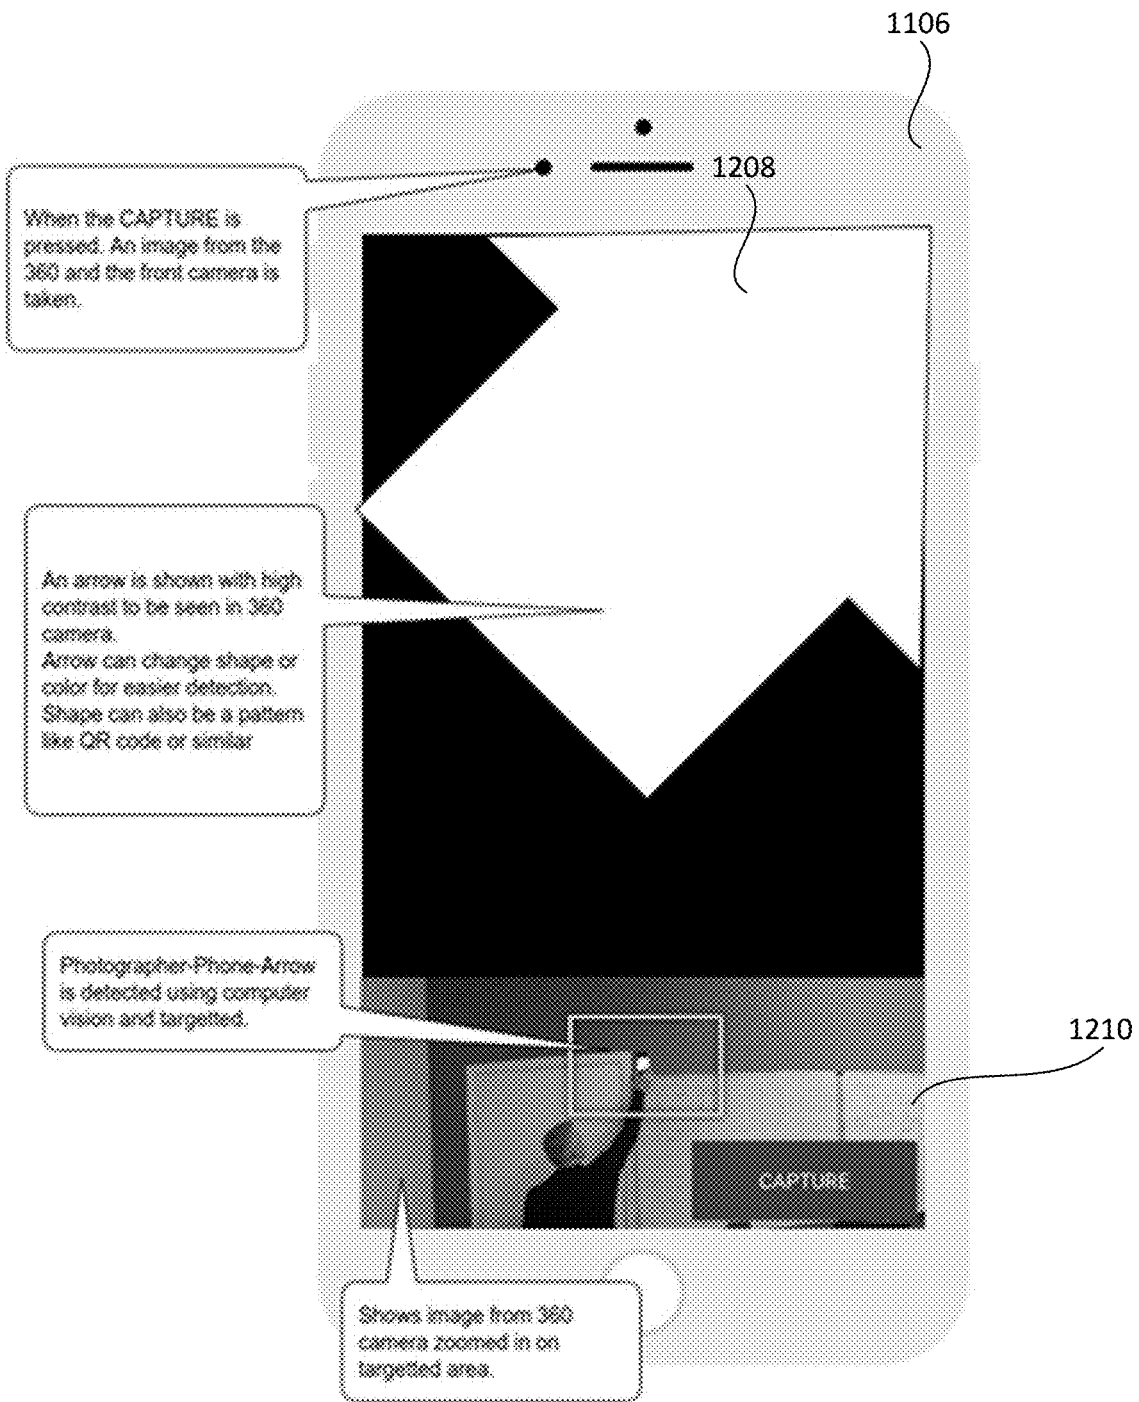 1106
1208
When the CAPTURE is
pressed. An image from the
360 and the front camera is
taken.
An arrow is shown with high
contrast to be seen in 360
camera.
Arrow can change shape or
color for easier detection.
Shape can also be a pattern
like QR code or similar
Photographer-Phone-Arrow
is detected using computer
vision and targetted.
1210
CAPTURE
Shows image from 360
camera zoomed in on
targetted area.